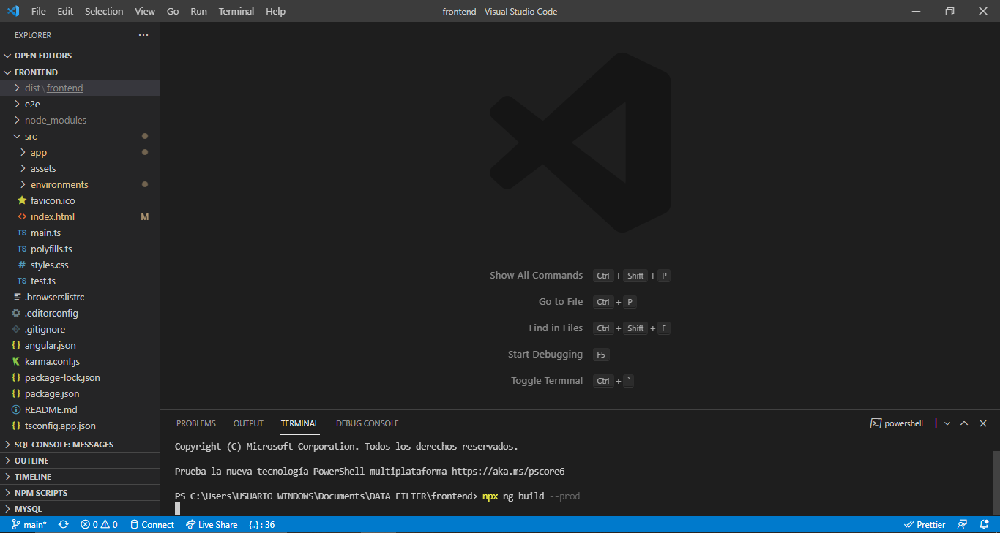 File Edit Selection View Go Run Terminal Help
frontend - Visual Studio Code
EXPLORER
OPEN EDITORS
FRONTEND
dist\frontend
e2e
node_modules
src
app
assets
environments
favicon.ico
<> index.html M
TS main.ts
TS polyfills.ts
# styles.css
TS test.ts
.browserslistrc
.editorconfig
.gitignore
{} angular.json
karma.conf.js
{} package-lock.json
{} package.json
README.md
{} tsconfig.app.json
SQL CONSOLE: MESSAGES
OUTLINE
TIMELINE
NPM SCRIPTS
MYSQL
Show All Commands Ctrl + Shift + P
Go to File Ctrl + P
Find in Files Ctrl + Shift + F
Start Debugging F5
Toggle Terminal Ctrl + `
PROBLEMS OUTPUT TERMINAL DEBUG CONSOLE
powershell
Copyright (C) Microsoft Corporation. Todos los derechos reservados.
Prueba la nueva tecnología PowerShell multiplataforma https://aka.ms/pscore6
PS C:\Users\USUARIO WINDOWS\Documents\DATA FILTER\frontend> npx ng build --prod
main* 0 0 Connect Live Share {..} : 36
Prettier